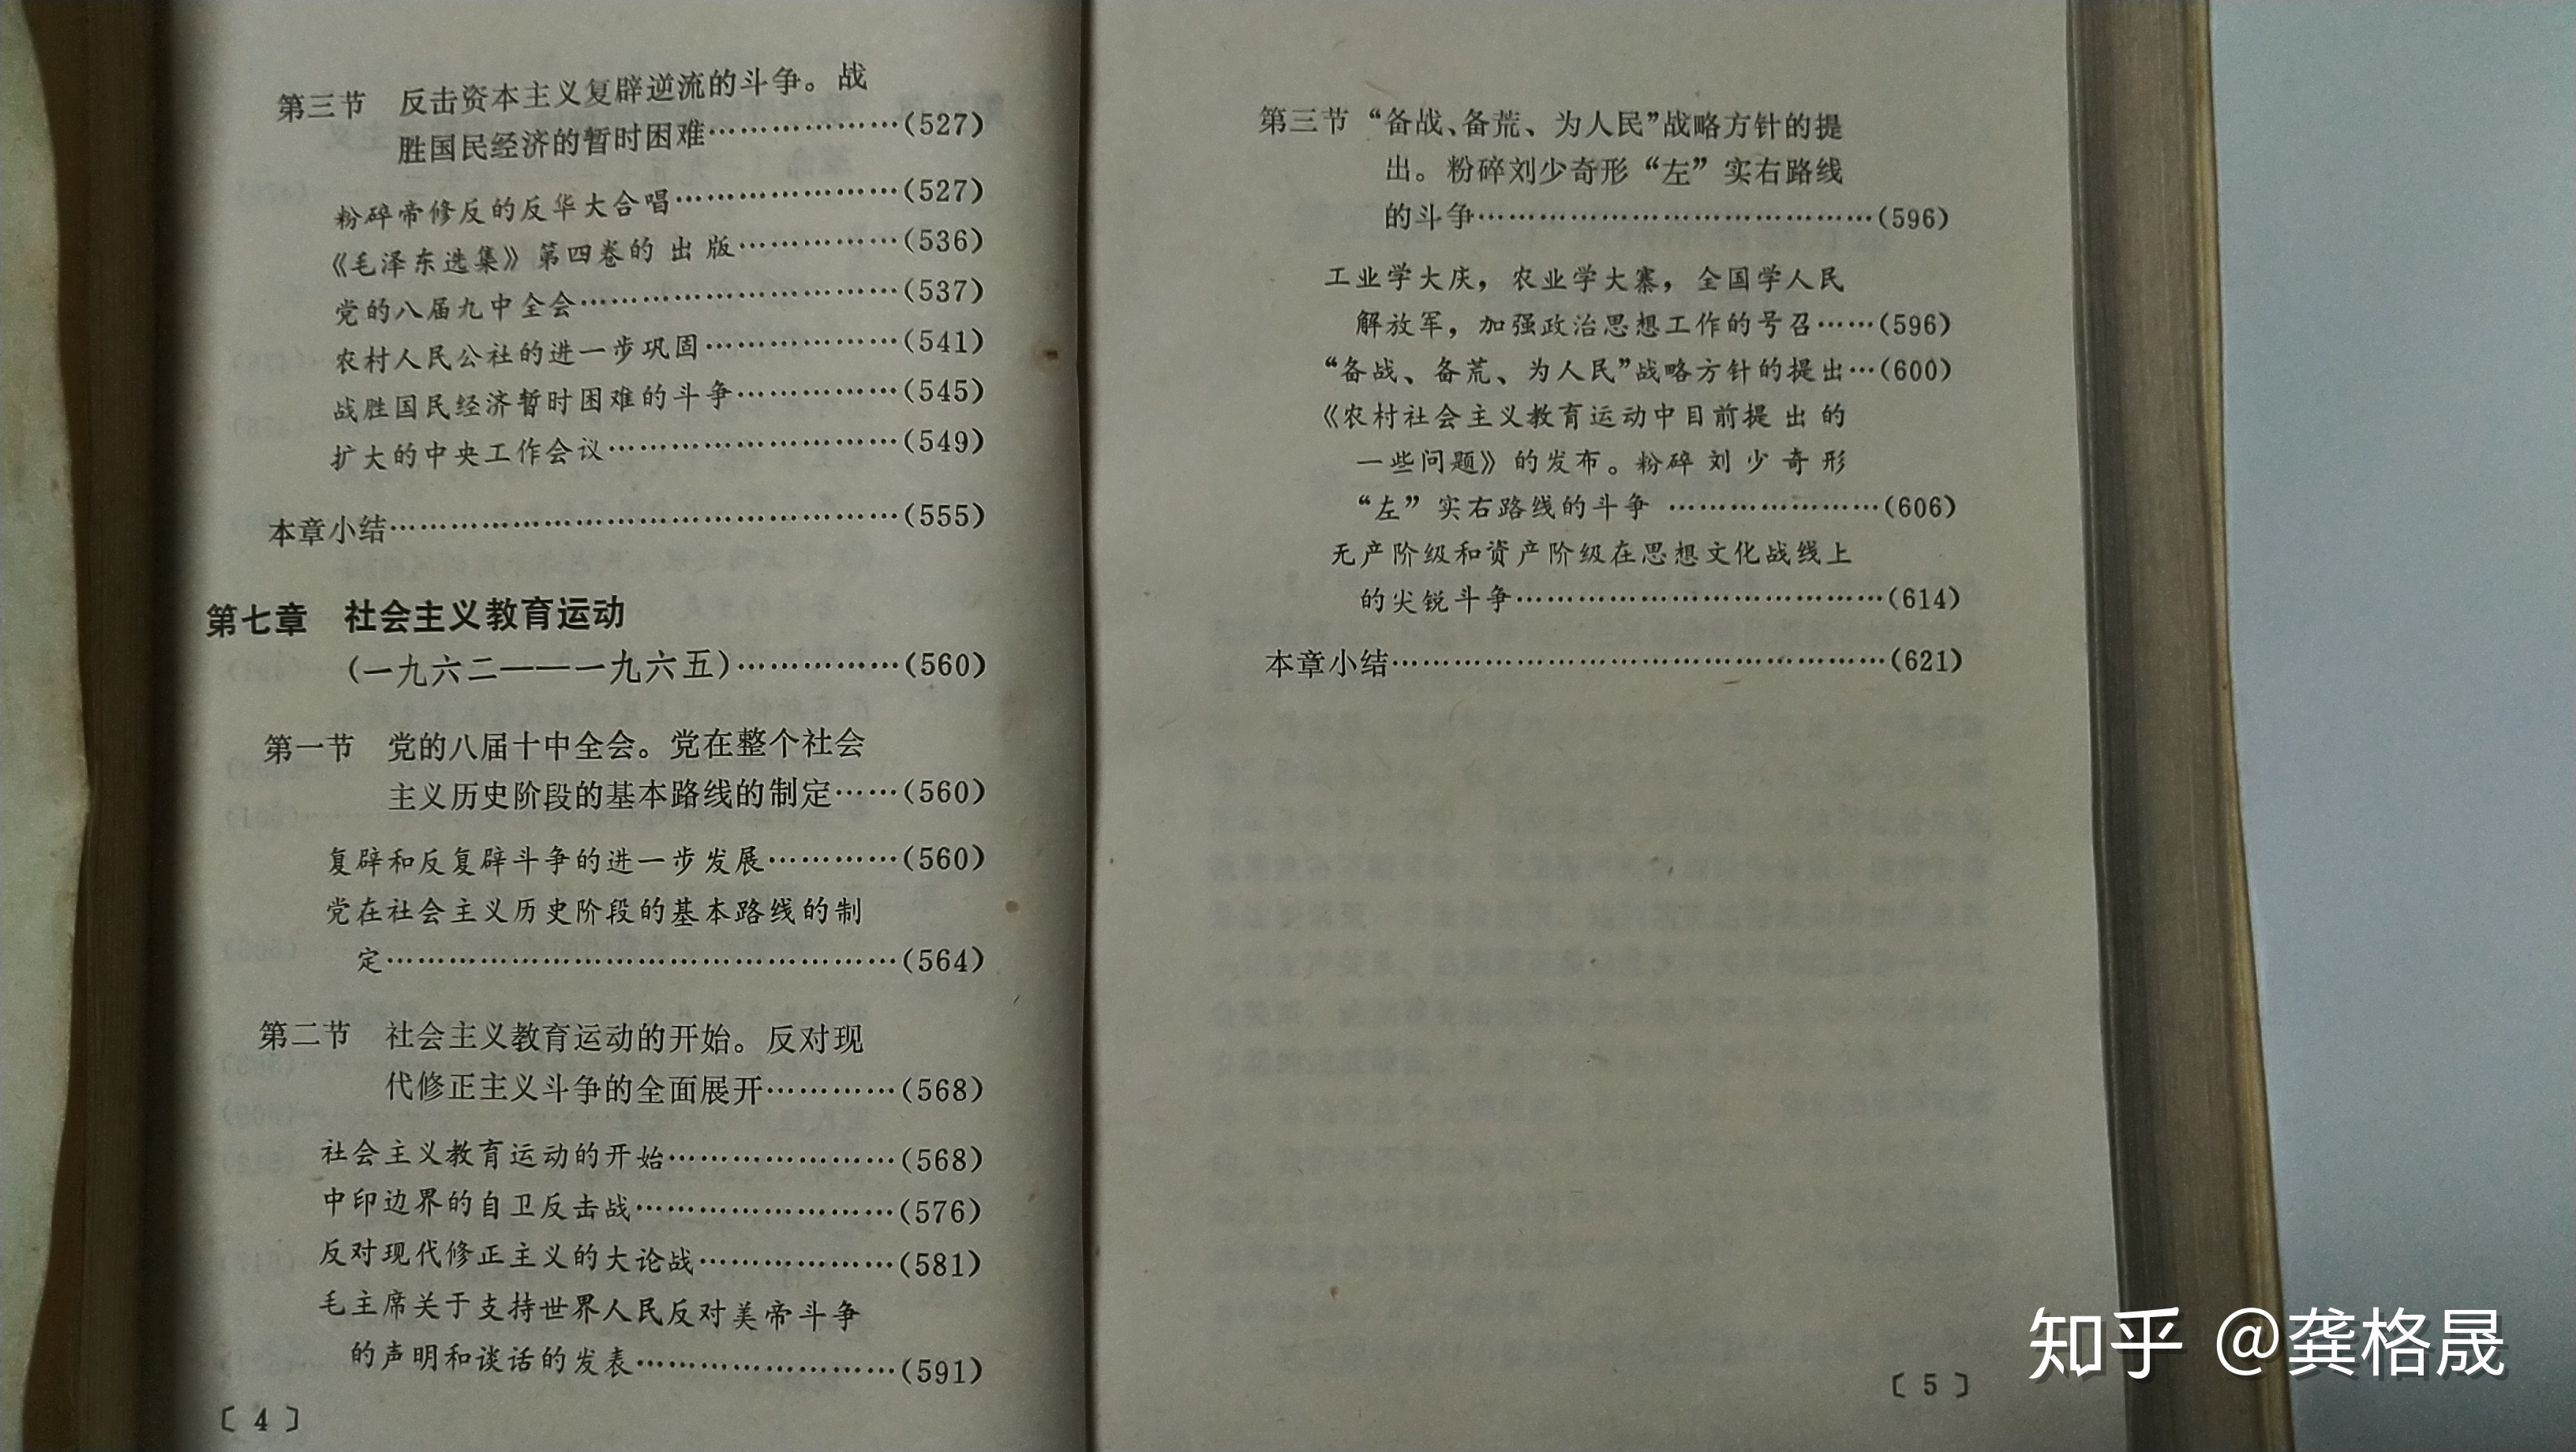 第三节 反击资本主义复辟逆流的斗争。战
胜国民经济的暂时困难………………(527)
粉碎帝修反的反华大合唱…………………(527)
《毛泽东选集》第四卷的出版……………(536)
党的八届九中全会…………………………(537)
农村人民公社的进一步巩固………………(541)
战胜国民经济暂时困难的斗争……………(545)
扩大的中央工作会议………………………(549)
本章小结……………………………………………(555)
第七章 社会主义教育运动
(一九六二——一九六五)……………(560)
第一节 党的八届十中全会。党在整个社会
主义历史阶段的基本路线的制定……(560)
复辟和反复辟斗争的进一步发展…………(560)
党在社会主义历史阶段的基本路线的制
定……………………………………………(564)
第二节 社会主义教育运动的开始。反对现
代修正主义斗争的全面展开…………(568)
社会主义教育运动的开始…………………(568)
中印边界的自卫反击战……………………(576)
反对现代修正主义的大论战………………(581)
毛主席关于支持世界人民反对美帝斗争
的声明和谈话的发表……………………(591)
〔 4 〕
第三节 “备战、备荒、为人民”战略方针的提
出。粉碎刘少奇形“左”实右路线
的斗争…………………………………(596)
工业学大庆，农业学大寨，全国学人民
解放军，加强政治思想工作的号召……(596)
“备战、备荒、为人民”战略方针的提出…(600)
《农村社会主义教育运动中目前提出的
一些问题》的发布。粉碎刘少奇形
“左”实右路线的斗争…………………(606)
无产阶级和资产阶级在思想文化战线上
的尖锐斗争………………………………(614)
本章小结…………………………………………(621)
〔 5 〕
知乎 @龚格晟